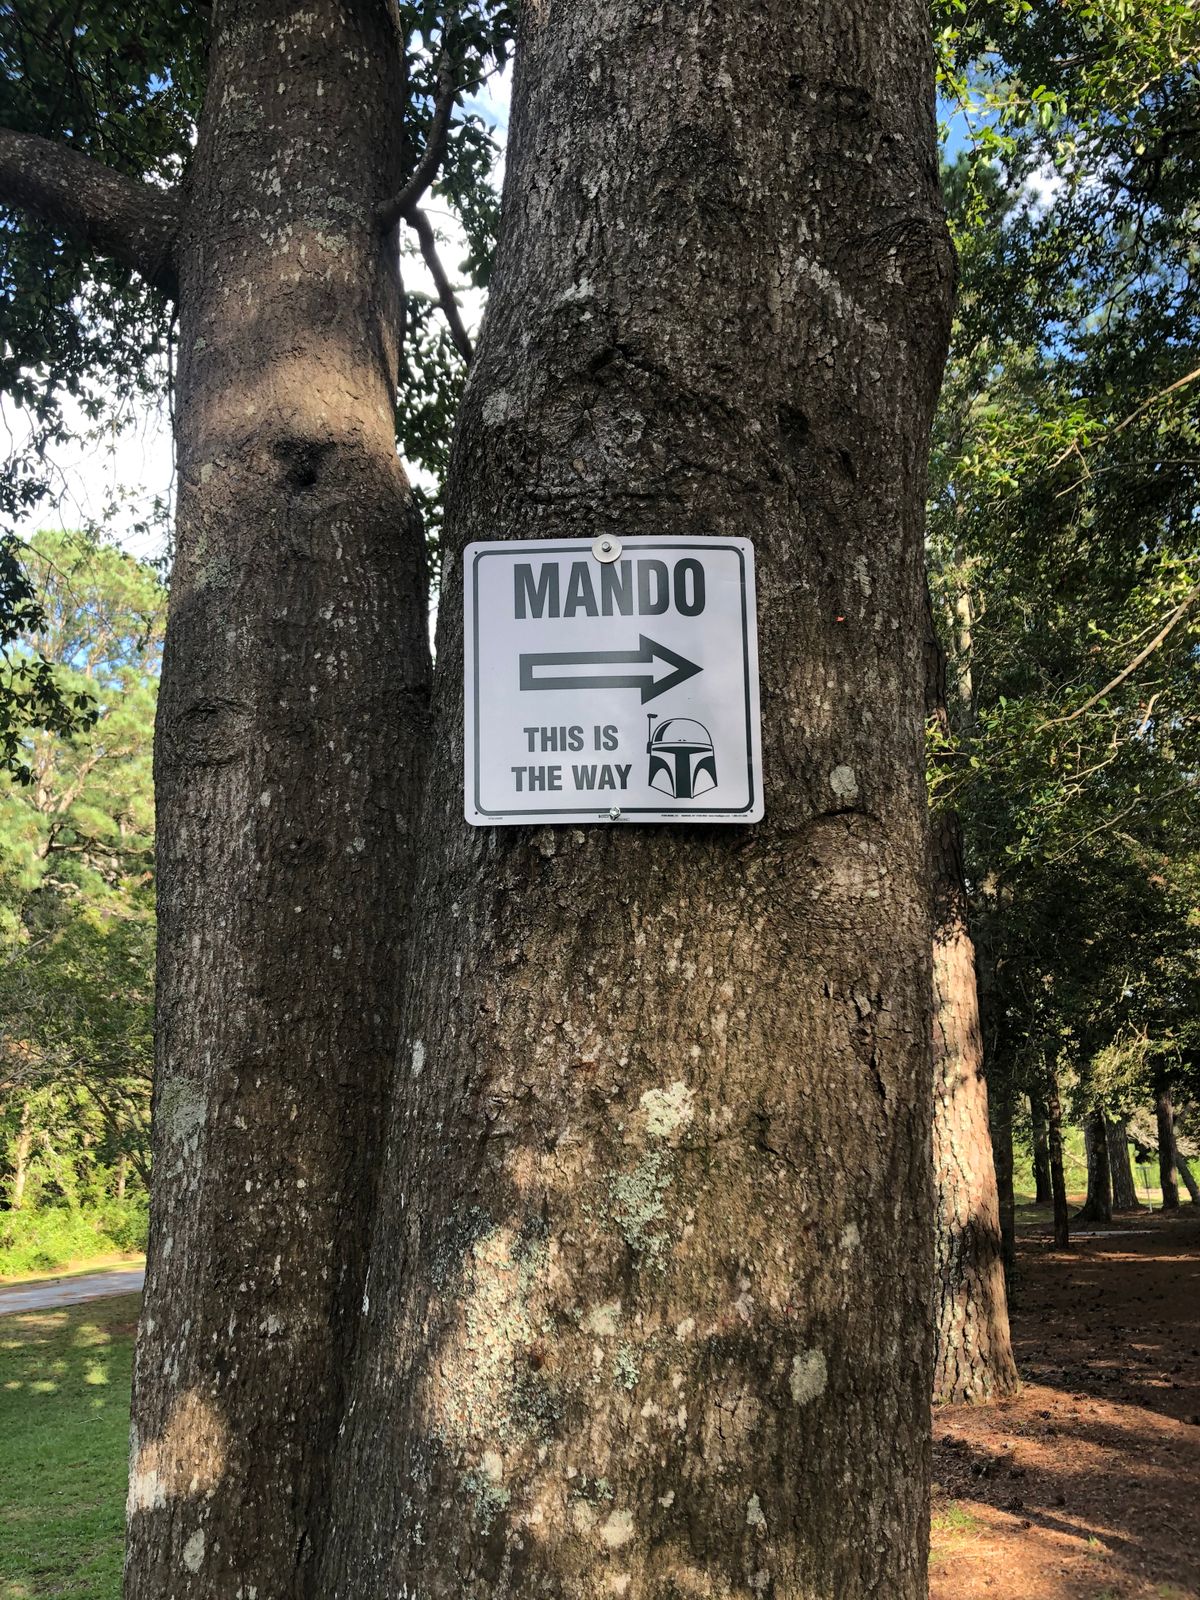 MANDO
THIS IS
THE WAY